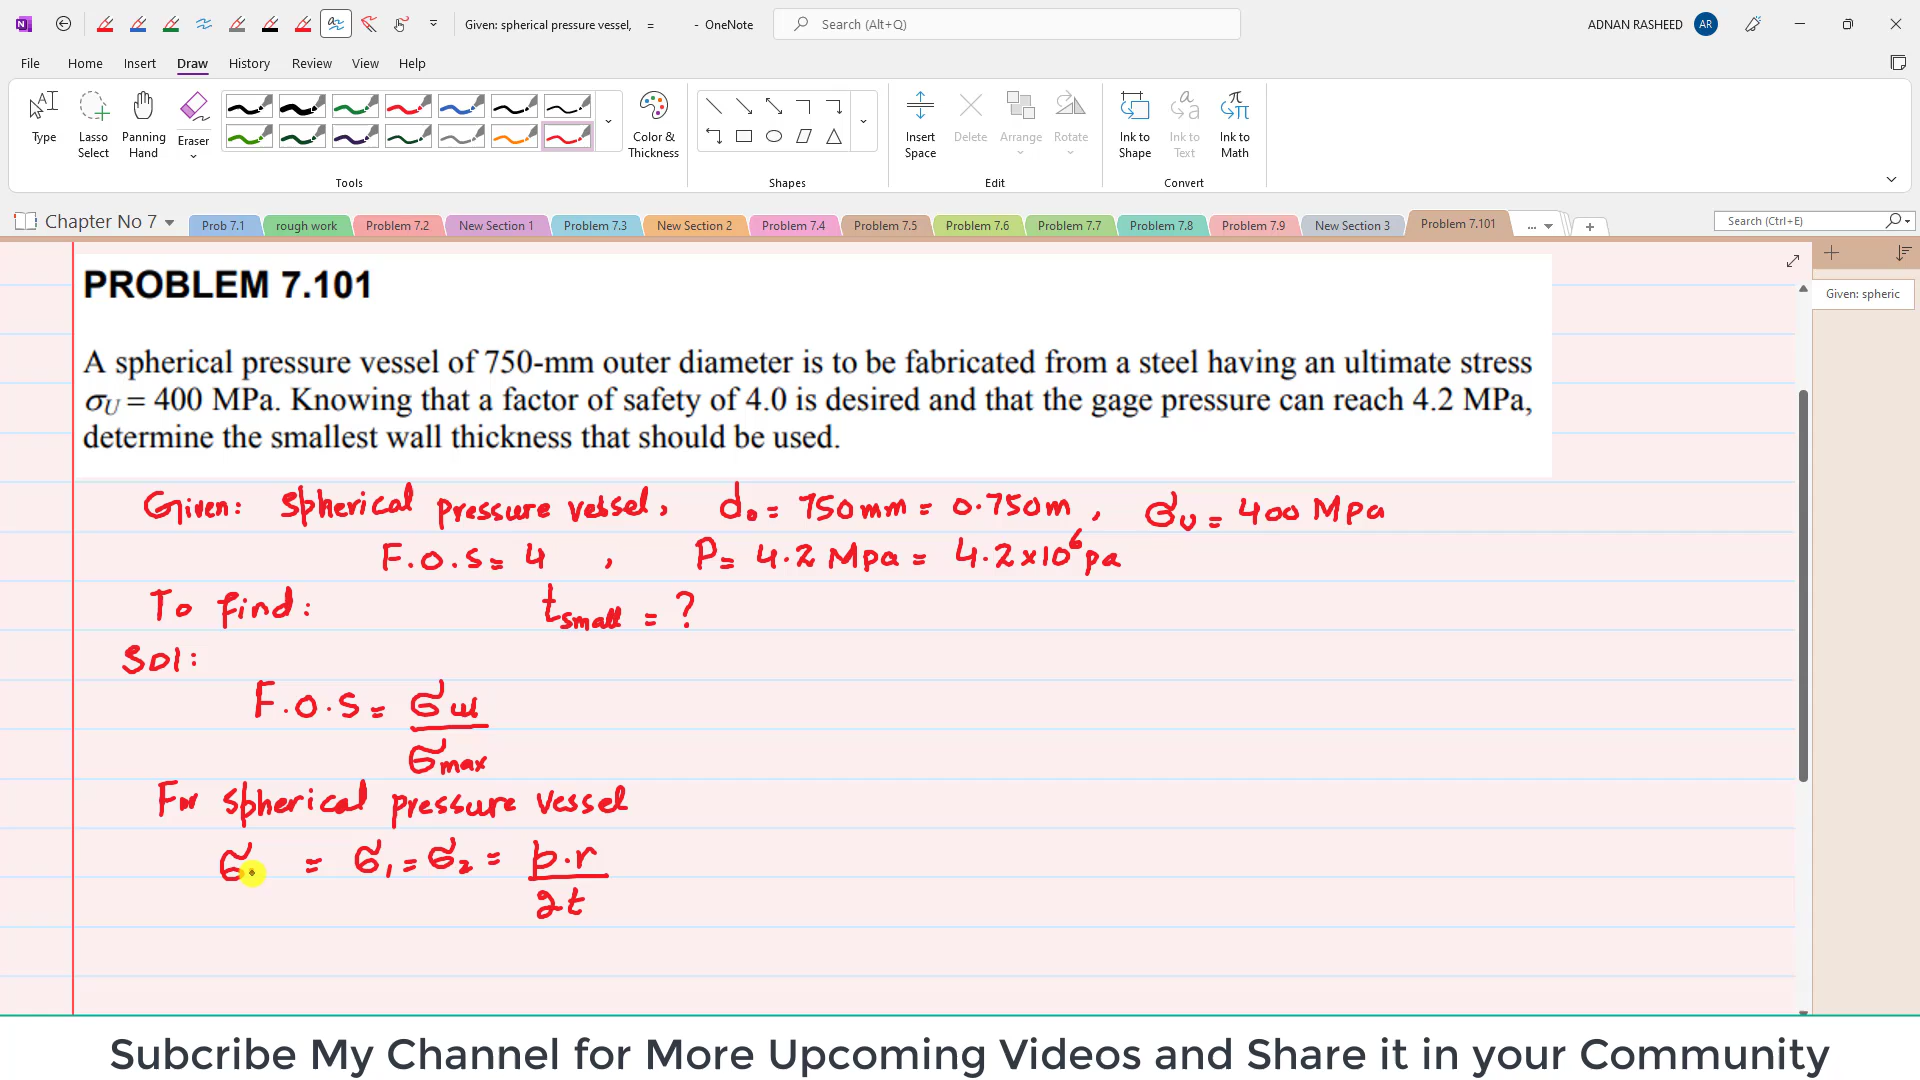 Given: spherical pressure vessel, = - OneNote
Search (Alt+Q)
ADNAN RASHEED AR
File Home Insert Draw History Review View Help
Type
Lasso Select
Panning Hand
Eraser
Color & Thickness
Insert Space
Delete
Arrange
Rotate
Ink to Shape
Ink to Text
Ink to Math
Tools Shapes Edit Convert
Chapter No 7 Prob 7.1 rough work Problem 7.2 New Section 1 Problem 7.3 New Section 2 Problem 7.4 Problem 7.5 Problem 7.6 Problem 7.7 Problem 7.8 Problem 7.9 New Section 3 Problem 7.101 ... Search (Ctrl+E)
Given: spheric
PROBLEM 7.101
A spherical pressure vessel of 750-mm outer diameter is to be fabricated from a steel having an ultimate stress
σU = 400 MPa. Knowing that a factor of safety of 4.0 is desired and that the gage pressure can reach 4.2 MPa,
determine the smallest wall thickness that should be used.
Given: spherical pressure vessel, do = 750mm = 0.750m , σU = 400 MPa
F.O.S = 4 , P = 4.2 Mpa = 4.2×10⁶ pa
To find: tsmall = ?
Sol:
F.O.S = σul / σmax
For spherical pressure vessel
σ = σ1 = σ2 = p.r / 2t
Subcribe My Channel for More Upcoming Videos and Share it in your Community